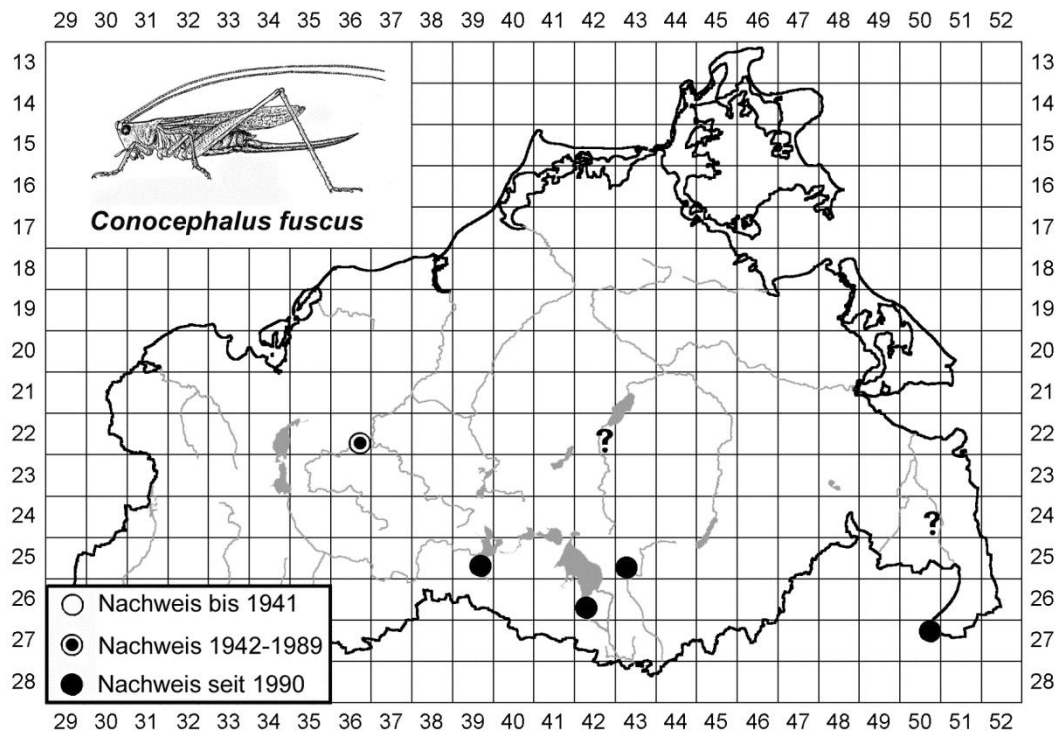 29 30 31 32 33 34 35 36 37 38 39 40 41 42 43 44 45 46 47 48 49 50 51 52
13 13
14 14
15 15
16 16
Conocephalus fuscus
17 17
18 18
19 19
20 20
21 21
22 ? 22
23 23
24 ? 24
25 25
26 26
Nachweis bis 1941
27 27
Nachweis 1942-1989
28 28
Nachweis seit 1990
29 30 31 32 33 34 35 36 37 38 39 40 41 42 43 44 45 46 47 48 49 50 51 52